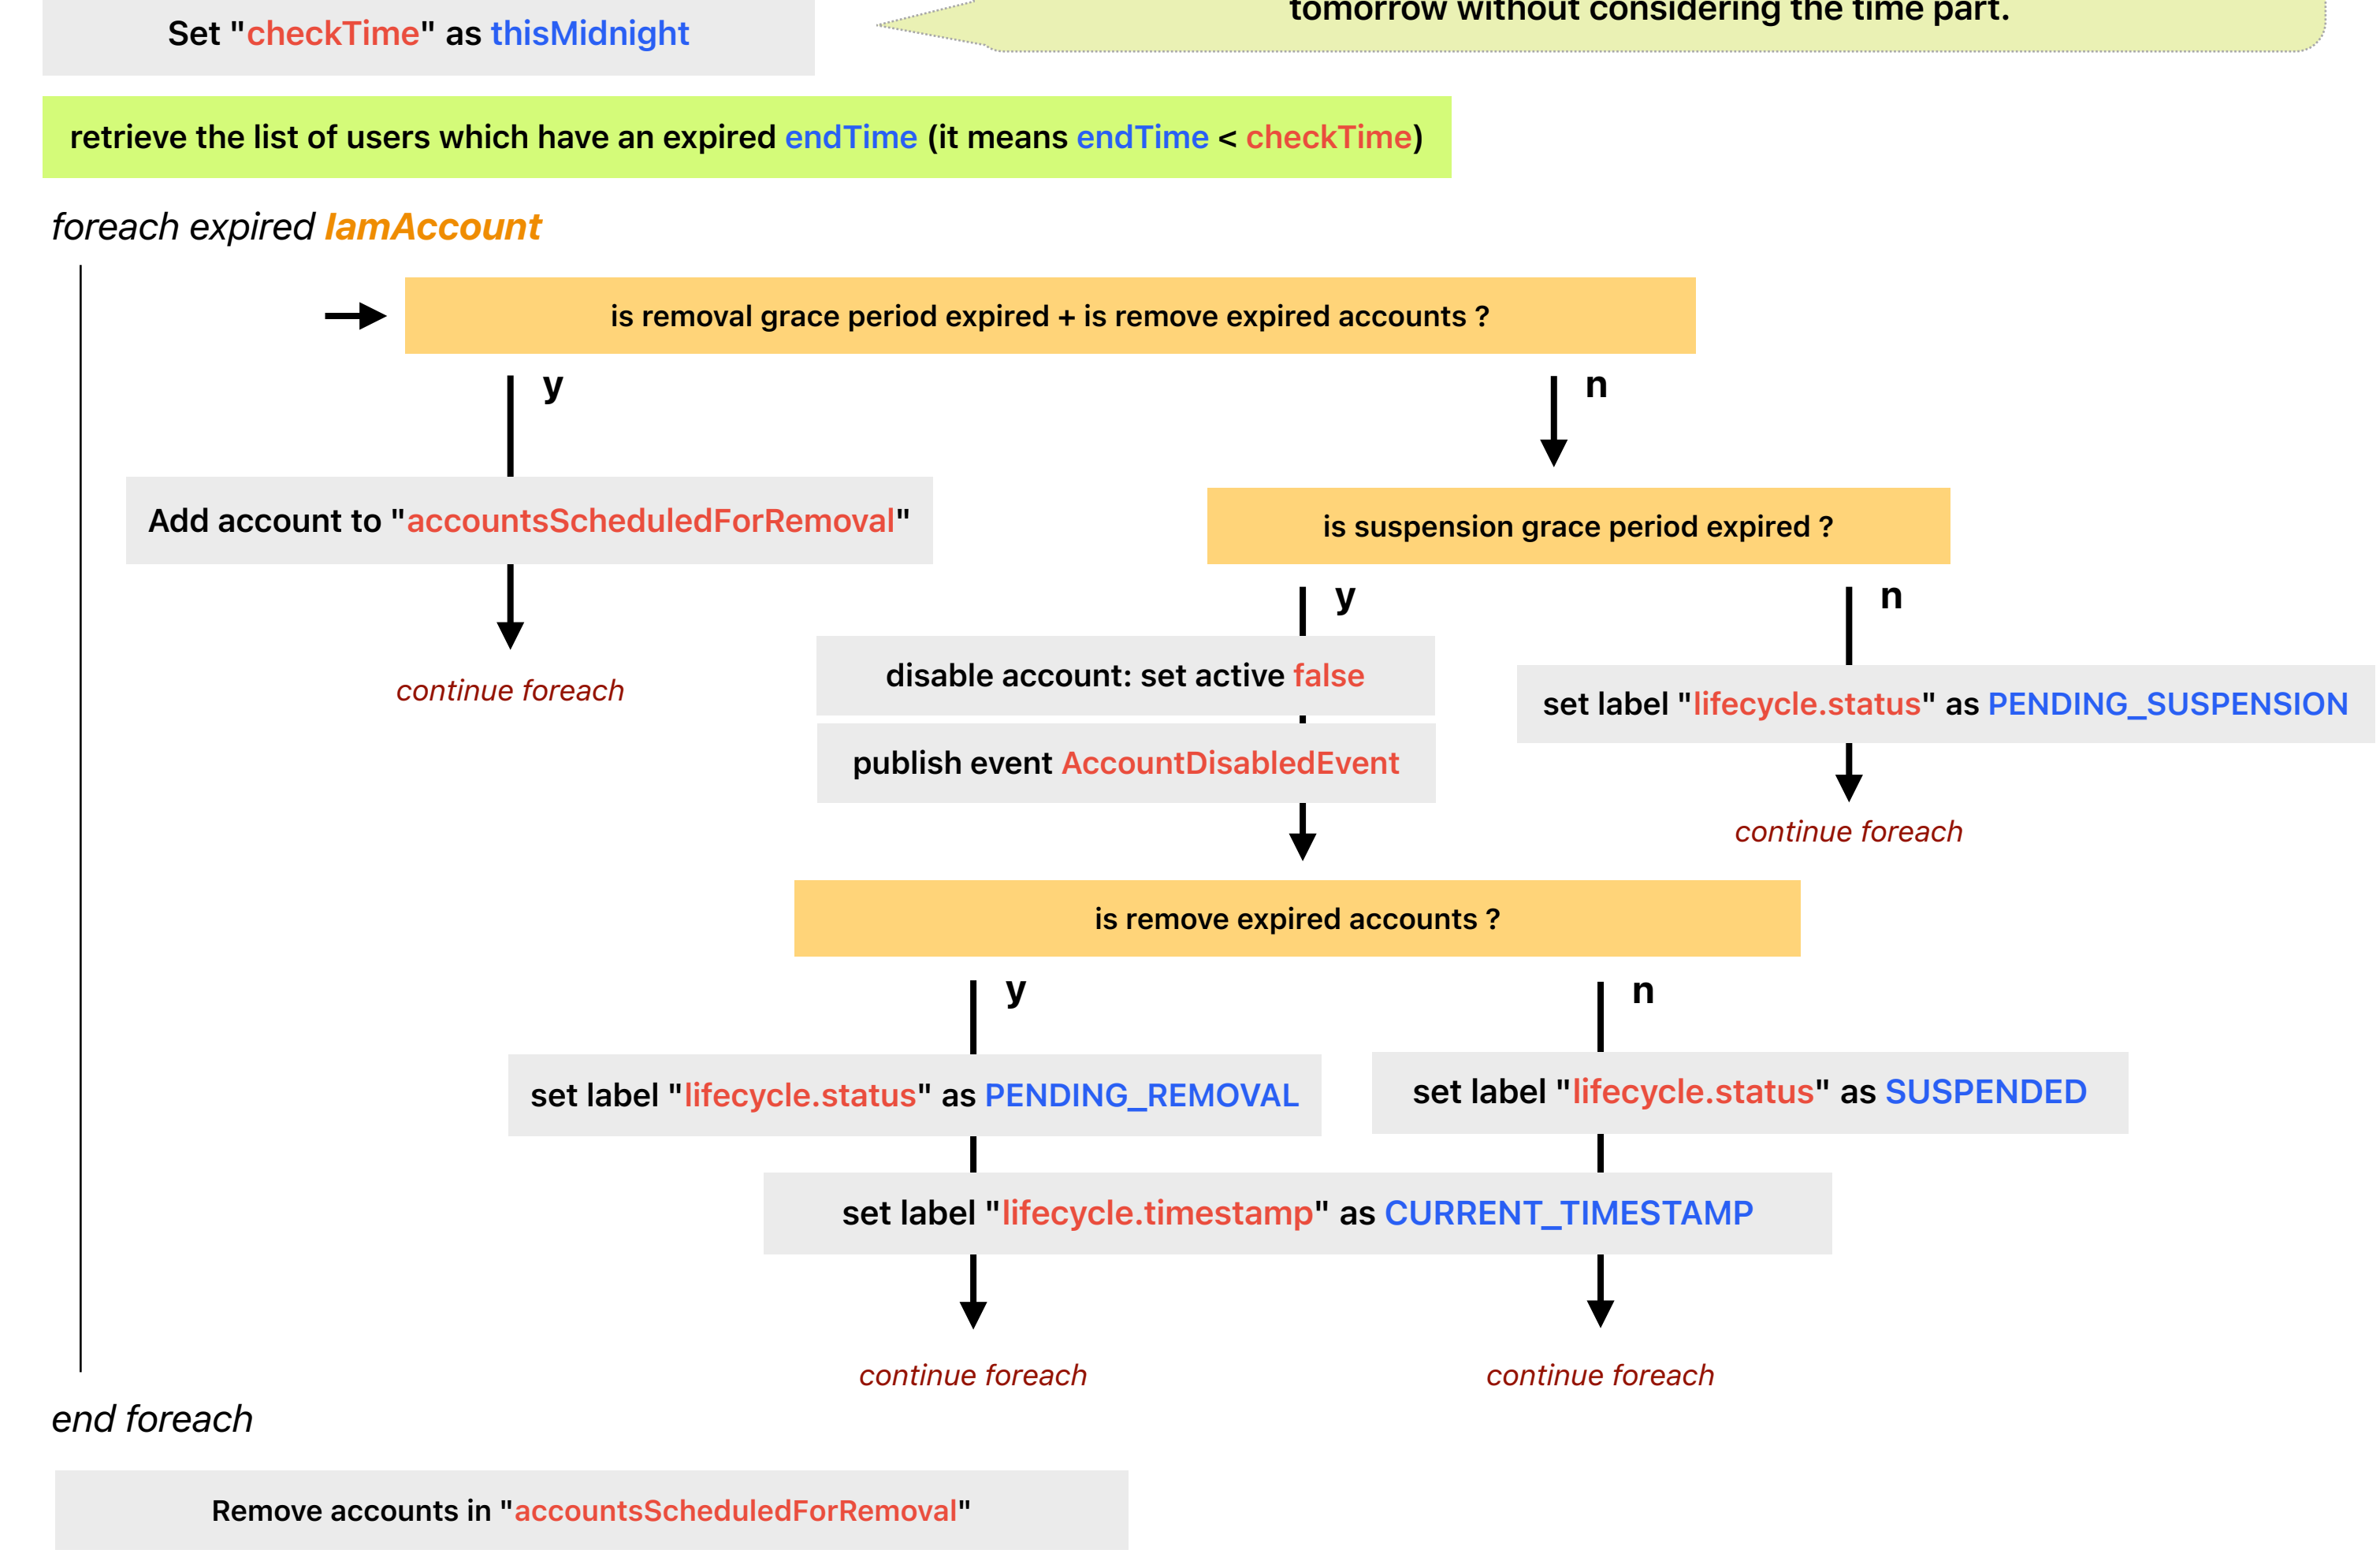 tomorrow without considering the time part.
Set "checkTime" as thisMidnight
retrieve the list of users which have an expired endTime (it means endTime < checkTime)
foreach expired IamAccount
is removal grace period expired + is remove expired accounts ?
y
n
Add account to "accountsScheduledForRemoval"
continue foreach
is suspension grace period expired ?
y
n
disable account: set active false
publish event AccountDisabledEvent
set label "lifecycle.status" as PENDING_SUSPENSION
continue foreach
is remove expired accounts ?
y
n
set label "lifecycle.status" as PENDING_REMOVAL
set label "lifecycle.status" as SUSPENDED
set label "lifecycle.timestamp" as CURRENT_TIMESTAMP
continue foreach
continue foreach
end foreach
Remove accounts in "accountsScheduledForRemoval"